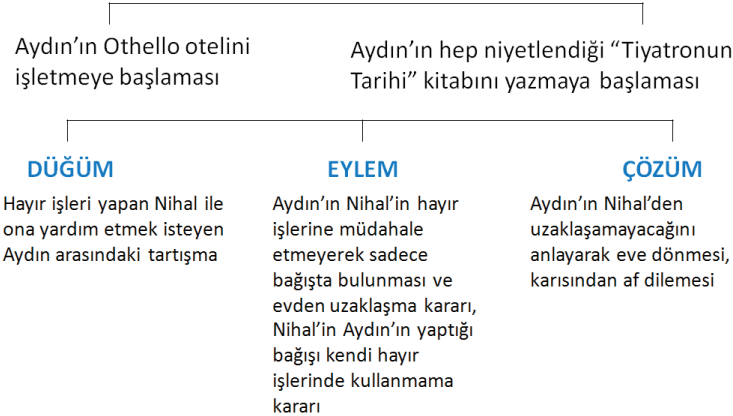 Aydın’ın Othello otelini
işletmeye başlaması
Aydın’ın hep niyetlendiği “Tiyatronun
Tarihi” kitabını yazmaya başlaması
DÜĞÜM
Hayır işleri yapan Nihal ile
ona yardım etmek isteyen
Aydın arasındaki tartışma
EYLEM
Aydın’ın Nihal’in hayır
işlerine müdahale
etmeyerek sadece
bağışta bulunması ve
evden uzaklaşma kararı,
Nihal’in Aydın’ın yaptığı
bağışı kendi hayır
işlerinde kullanmama
kararı
ÇÖZÜM
Aydın’ın Nihal’den
uzaklaşamayacağını
anlayarak eve dönmesi,
karısından af dilemesi